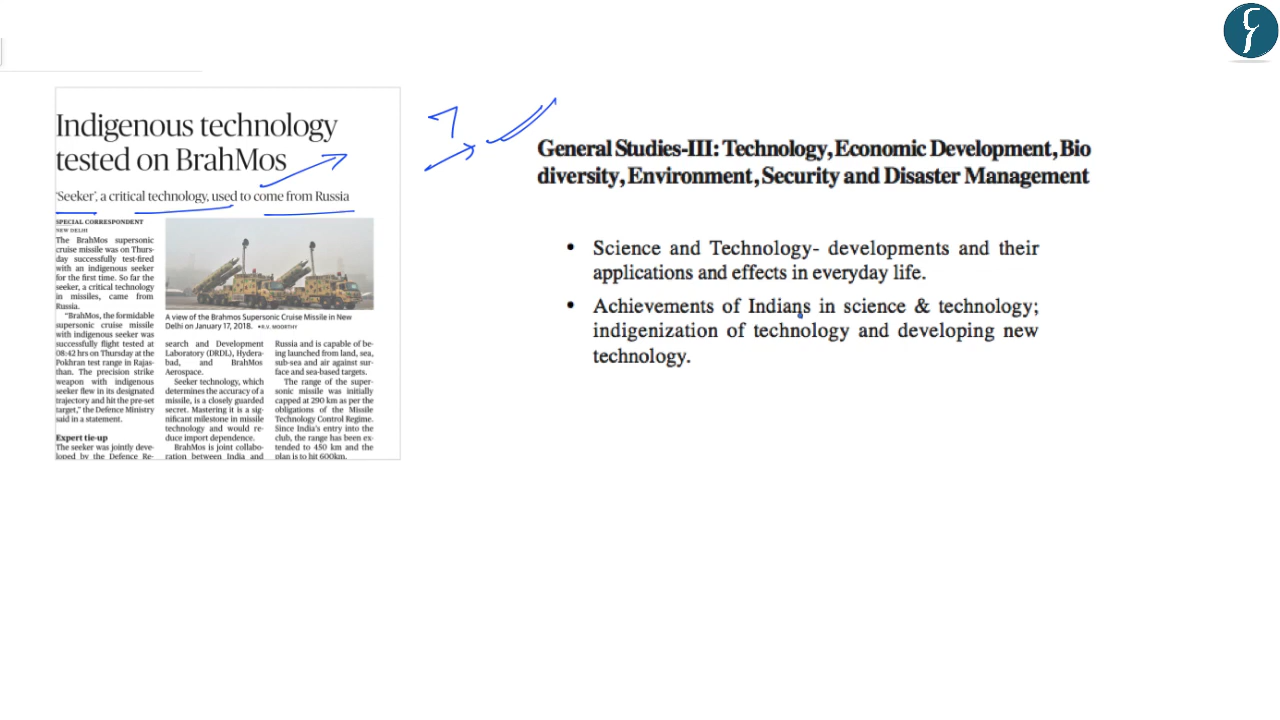 Indigenous technology
tested on BrahMos
'Seeker', a critical technology, used to come from Russia
SPECIAL CORRESPONDENT
NEW DELHI
The BrahMos supersonic
cruise missile was on Thurs-
day successfully test-fired
with an indigenous seeker
for the first time. So far the
seeker, a critical technology
in missiles, came from
Russia.
"BrahMos, the formidable
supersonic cruise missile
with indigenous seeker was
successfully flight tested at
08:42 hrs on Thursday at the
Pokhran test range in Rajas-
than. The precision strike
weapon with indigenous
seeker flew in its designated
trajectory and hit the pre-set
target," the Defence Ministry
said in a statement.
Expert tie-up
The seeker was jointly deve-
loped by the Defence Re-
A view of the Brahmos Supersonic Cruise Missile in New
Delhi on January 17, 2018. •R.V. MOORTHY
search and Development
Laboratory (DRDL), Hydera-
bad, and BrahMos
Aerospace.
Seeker technology, which
determines the accuracy of a
missile, is a closely guarded
secret. Mastering it is a sig-
nificant milestone in missile
technology and would re-
duce import dependence.
BrahMos is joint collabo-
ration between India and
Russia and is capable of be-
ing launched from land, sea,
sub-sea and air against sur-
face and sea-based targets.
The range of the super-
sonic missile was initially
capped at 290 km as per the
obligations of the Missile
Technology Control Regime.
Since India's entry into the
club, the range has been ex-
tended to 450 km and the
plan is to hit 600km.
General Studies-III: Technology, Economic Development, Bio
diversity, Environment, Security and Disaster Management
• Science and Technology- developments and their
applications and effects in everyday life.
• Achievements of Indians in science & technology;
indigenization of technology and developing new
technology.